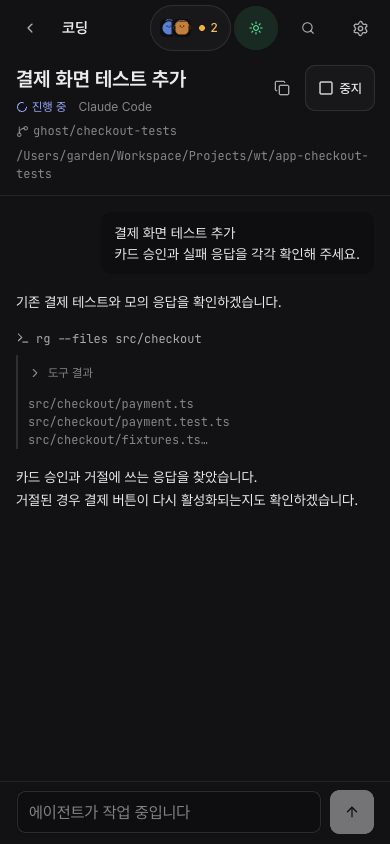 코딩
2
결제 화면 테스트 추가
중지
진행 중 Claude Code
ghost/checkout-tests
/Users/garden/Workspace/Projects/wt/app-checkout-
tests
결제 화면 테스트 추가
카드 승인과 실패 응답을 각각 확인해 주세요.
기존 결제 테스트와 모의 응답을 확인하겠습니다.
rg --files src/checkout
도구 결과
src/checkout/payment.ts
src/checkout/payment.test.ts
src/checkout/fixtures.ts…
카드 승인과 거절에 쓰는 응답을 찾았습니다.
거절된 경우 결제 버튼이 다시 활성화되는지도 확인하겠습니다.
에이전트가 작업 중입니다